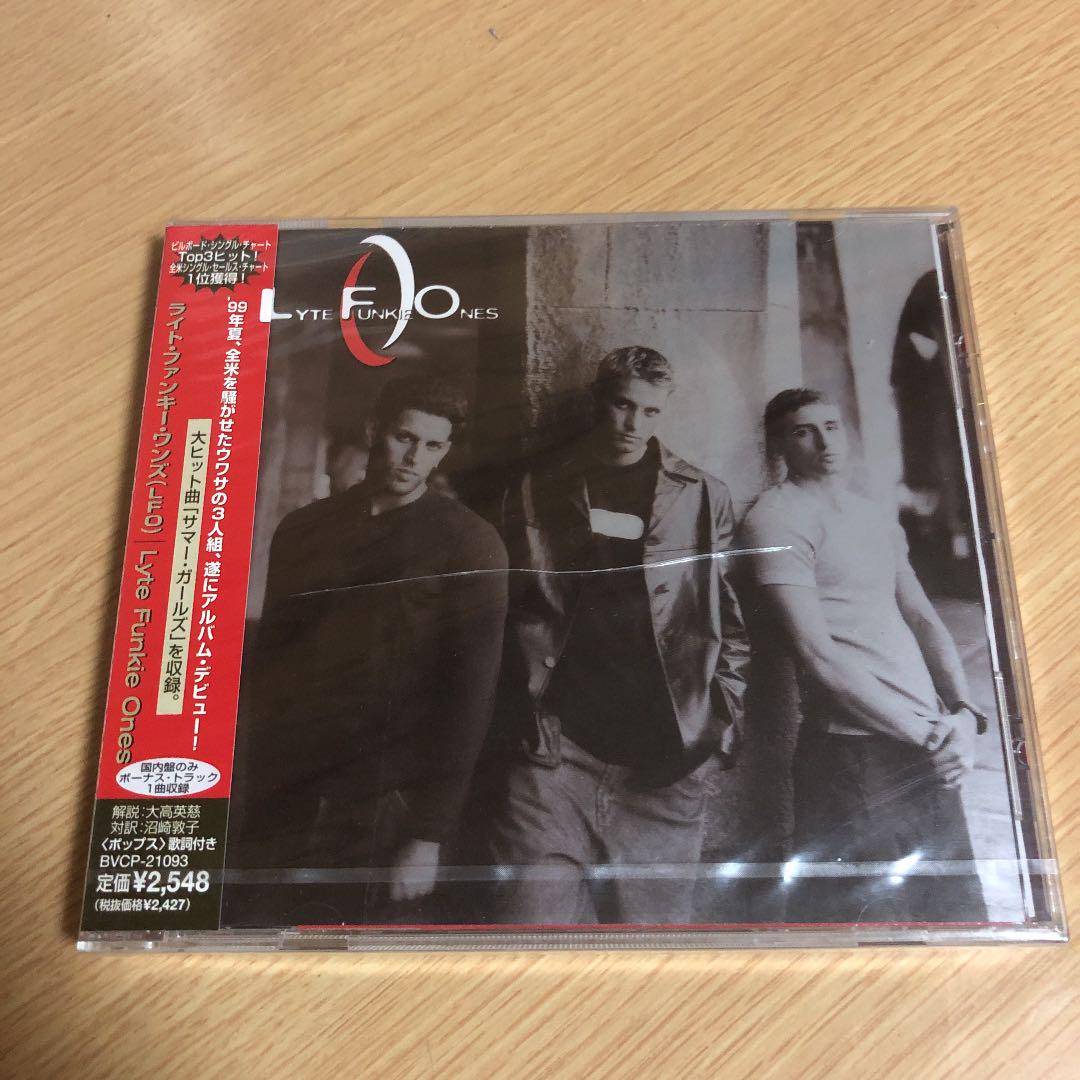 ビルボード・シングル・チャート
Top3ヒット!
全米シングル・セールス・チャート
1位獲得!
'99年夏、全米を騒がせたウワサの3人組、遂にアルバム・デビュー!
大ヒット曲「サマー・ガールズ」を収録。
ライト・ファンキー・ワンズ(LFO) | Lyte Funkie Ones
国内盤のみ
ボーナス・トラック
1曲収録
解説:大高英慈
対訳:沼崎敦子
〈ポップス〉歌詞付き
BVCP-21093
定価¥2,548
(税抜価格¥2,427)
LYTE FUNKIE ONES